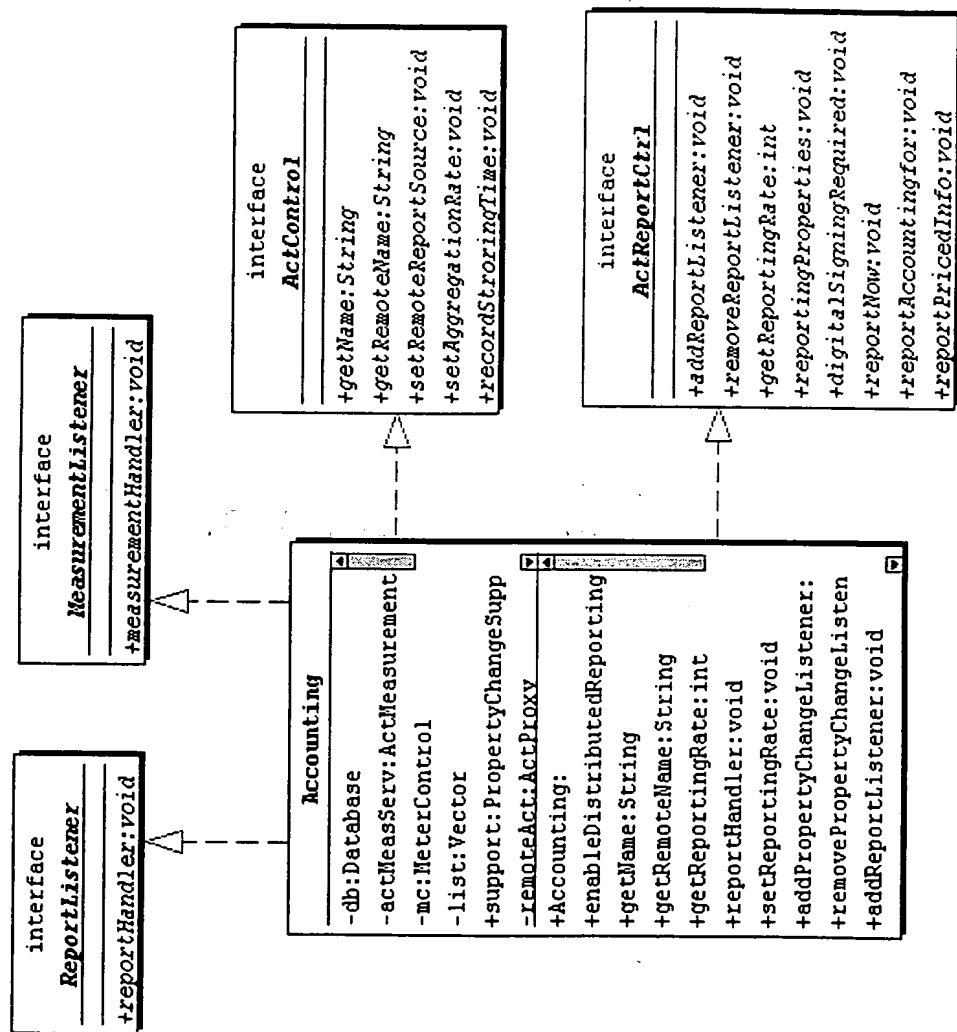 interface
ReportListener
+reportHandler:void
interface
MeasurementListener
+measurementHandler:void
Accounting
-db:Database
-actMeasServ:ActMeasurement
-mc:MeterControl
-list:Vector
+support:PropertyChangeSupp
-remoteAct:ActProxy
+Accounting:
+enableDistributedReporting
+getName:String
+getRemoteName:String
+getReportingRate:int
+reportHandler:void
+setReportingRate:void
+addPropertyChangeListener:
+removePropertyChangeListen
+addReportListener:void
interface
ActControl
+getName:String
+getRemoteName:String
+setRemoteReportSource:void
+setAggregationRate:void
+recordStroringTime:void
interface
ActReportCtrl
+addReportListener:void
+removeReportListener:void
+getReportingRate:int
+reportingProperties:void
+digitalSigningRequired:void
+reportNow:void
+reportAccountingfor:void
+reportPricedInfo:void